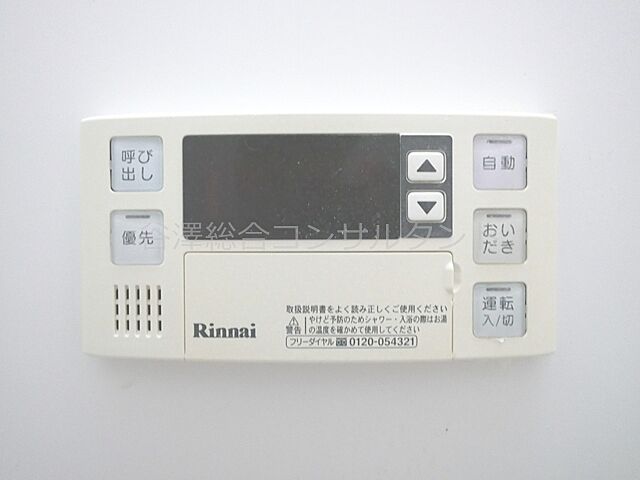 呼び
出し
自動
優先
おい
だき
澤総合コンサルタン
運転
入/切
Rinnai
取扱説明書をよく読み正しくご使用ください
警告 やけど予防のためシャワー・入浴の際はお湯
の温度を確かめて使用してください
フリーダイヤル 0120-054321